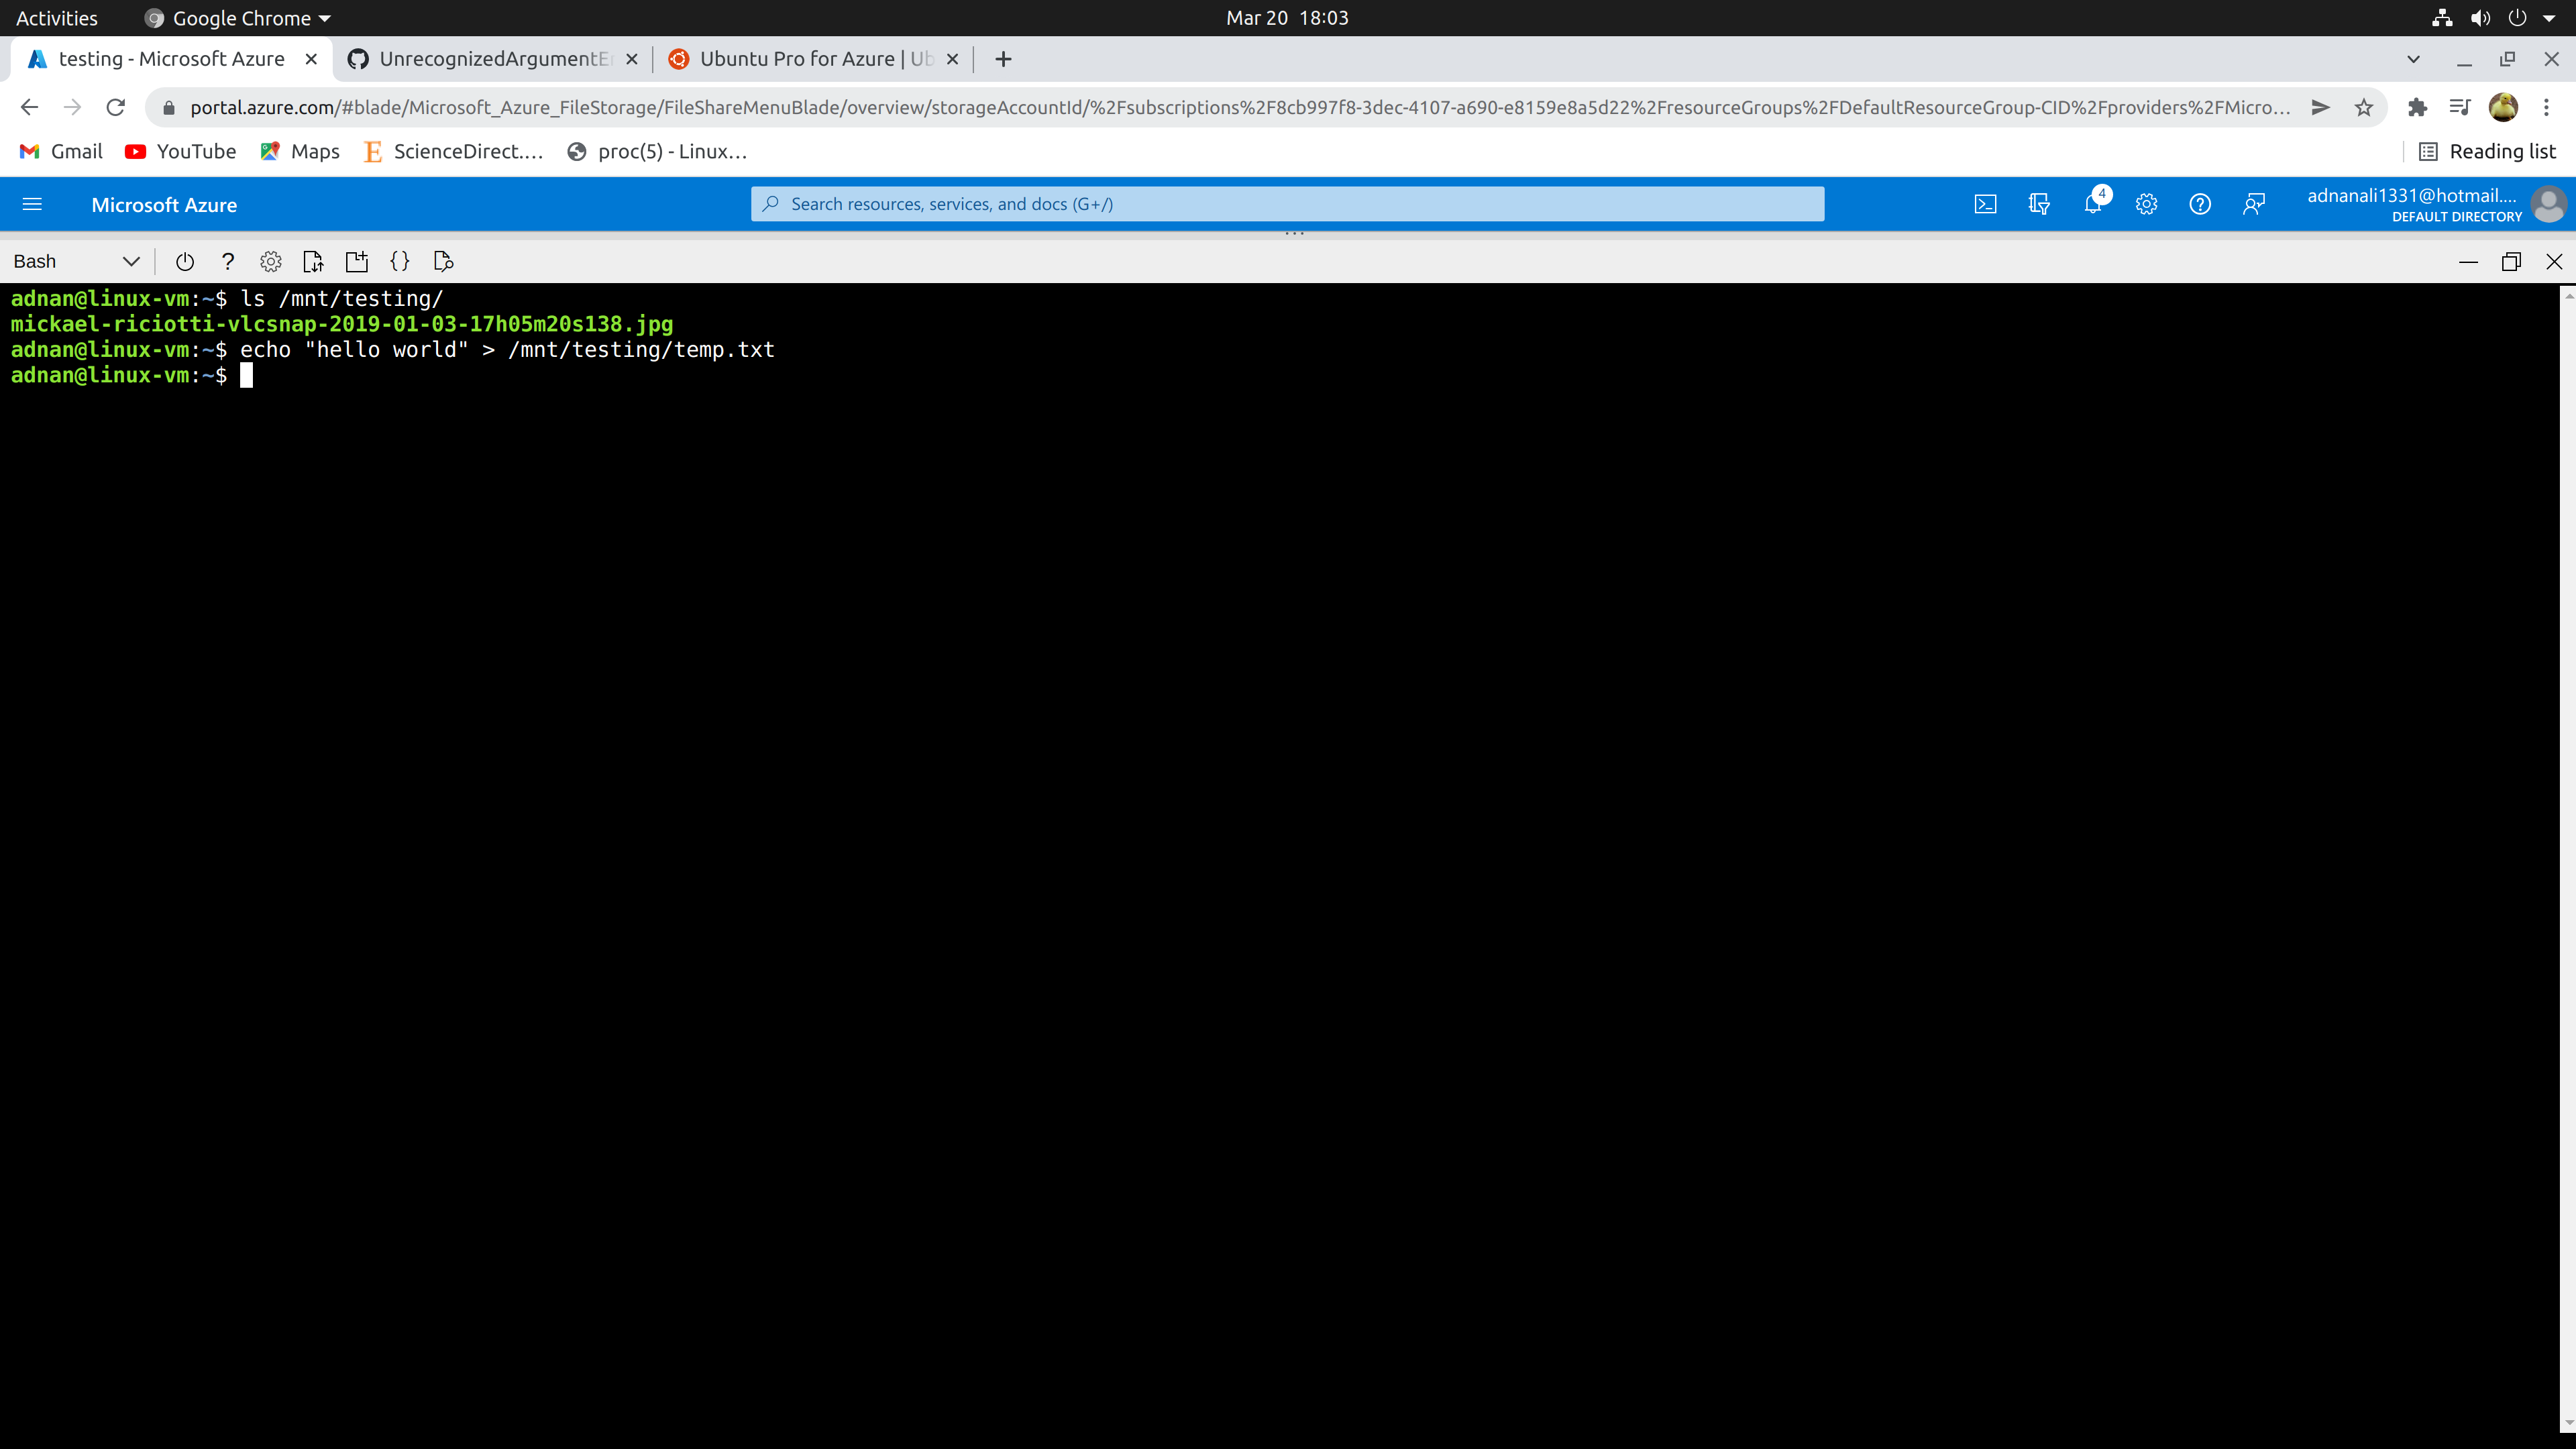 Activities Google Chrome Mar 20 18:03
testing - Microsoft Azure UnrecognizedArgumentE Ubuntu Pro for Azure | Ub
portal.azure.com/#blade/Microsoft_Azure_FileStorage/FileShareMenuBlade/overview/storageAccountId/%2Fsubscriptions%2F8cb997f8-3dec-4107-a690-e8159e8a5d22%2FresourceGroups%2FDefaultResourceGroup-CID%2Fproviders%2FMicro...
Gmail YouTube Maps ScienceDirect.... proc(5) - Linux... Reading list
Microsoft Azure Search resources, services, and docs (G+/) 4 adnanali1331@hotmail....
DEFAULT DIRECTORY
Bash
adnan@linux-vm:~$ ls /mnt/testing/
mickael-riciotti-vlcsnap-2019-01-03-17h05m20s138.jpg
adnan@linux-vm:~$ echo "hello world" > /mnt/testing/temp.txt
adnan@linux-vm:~$